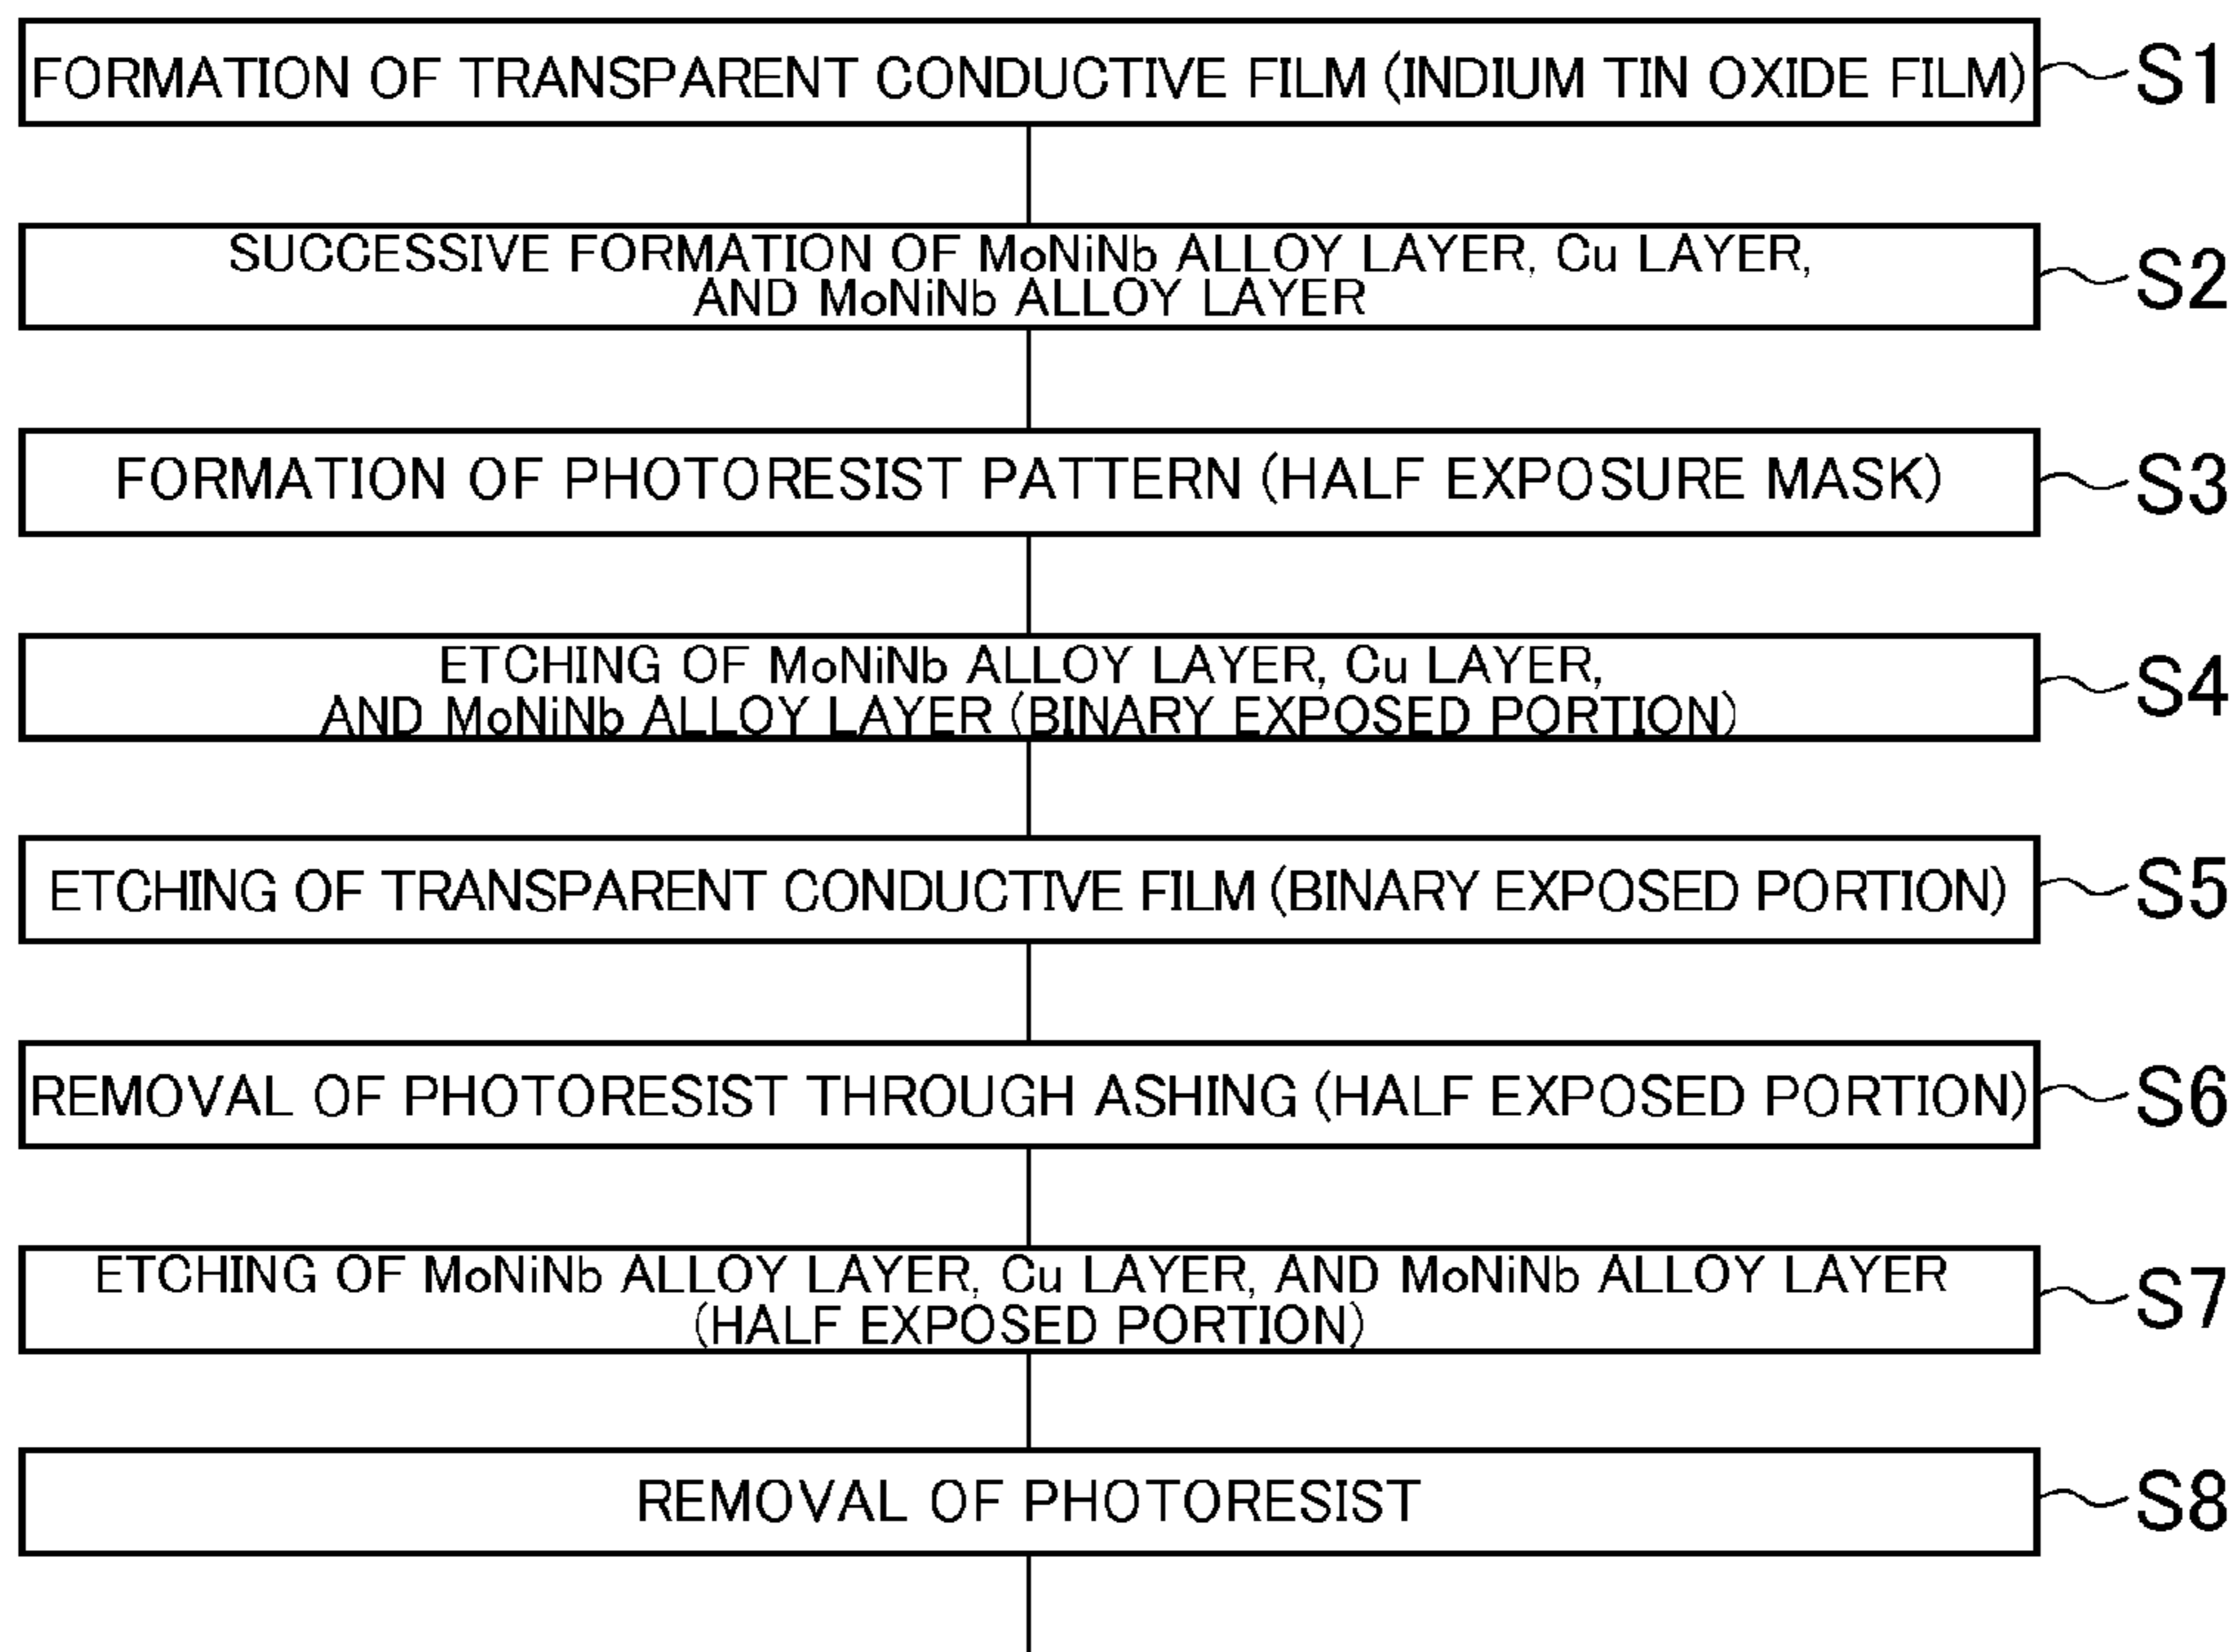 FORMATION OF TRANSPARENT CONDUCTIVE FILM (INDIUM TIN OXIDE FILM) S1
SUCCESSIVE FORMATION OF MoNiNb ALLOY LAYER, Cu LAYER,
AND MoNiNb ALLOY LAYER S2
FORMATION OF PHOTORESIST PATTERN (HALF EXPOSURE MASK) S3
ETCHING OF MoNiNb ALLOY LAYER, Cu LAYER,
AND MoNiNb ALLOY LAYER (BINARY EXPOSED PORTION) S4
ETCHING OF TRANSPARENT CONDUCTIVE FILM (BINARY EXPOSED PORTION) S5
REMOVAL OF PHOTORESIST THROUGH ASHING (HALF EXPOSED PORTION) S6
ETCHING OF MoNiNb ALLOY LAYER, Cu LAYER, AND MoNiNb ALLOY LAYER
(HALF EXPOSED PORTION) S7
REMOVAL OF PHOTORESIST S8